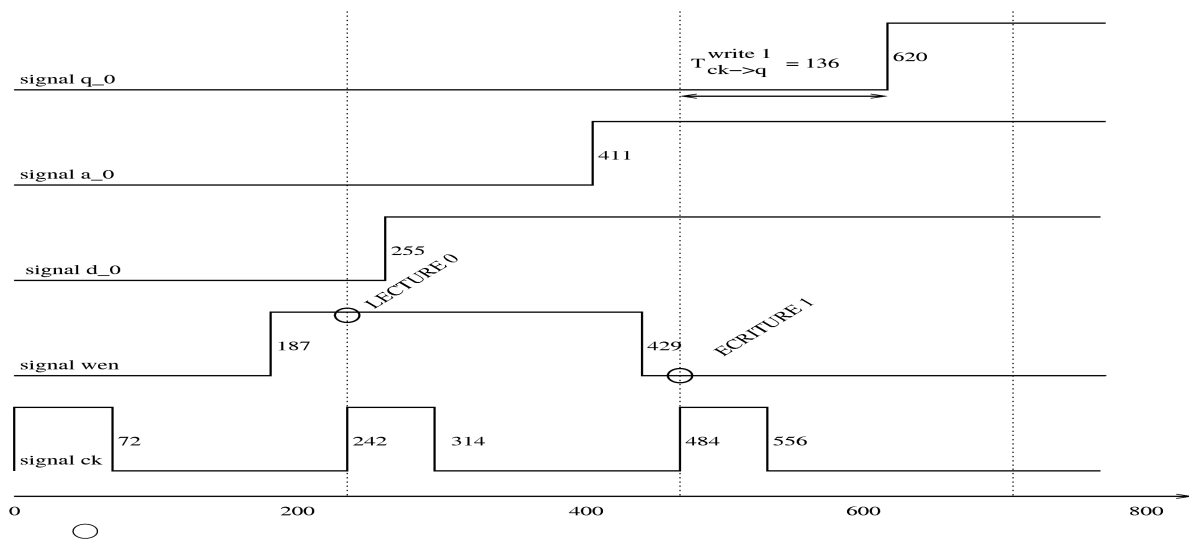 write 1
T = 136
ck->q
620
signal q_0
411
signal a_0
255
signal d_0
LECTURE 0
ECRITURE 1
187
429
signal wen
72
242
314
484
556
signal ck
0
200
400
600
800